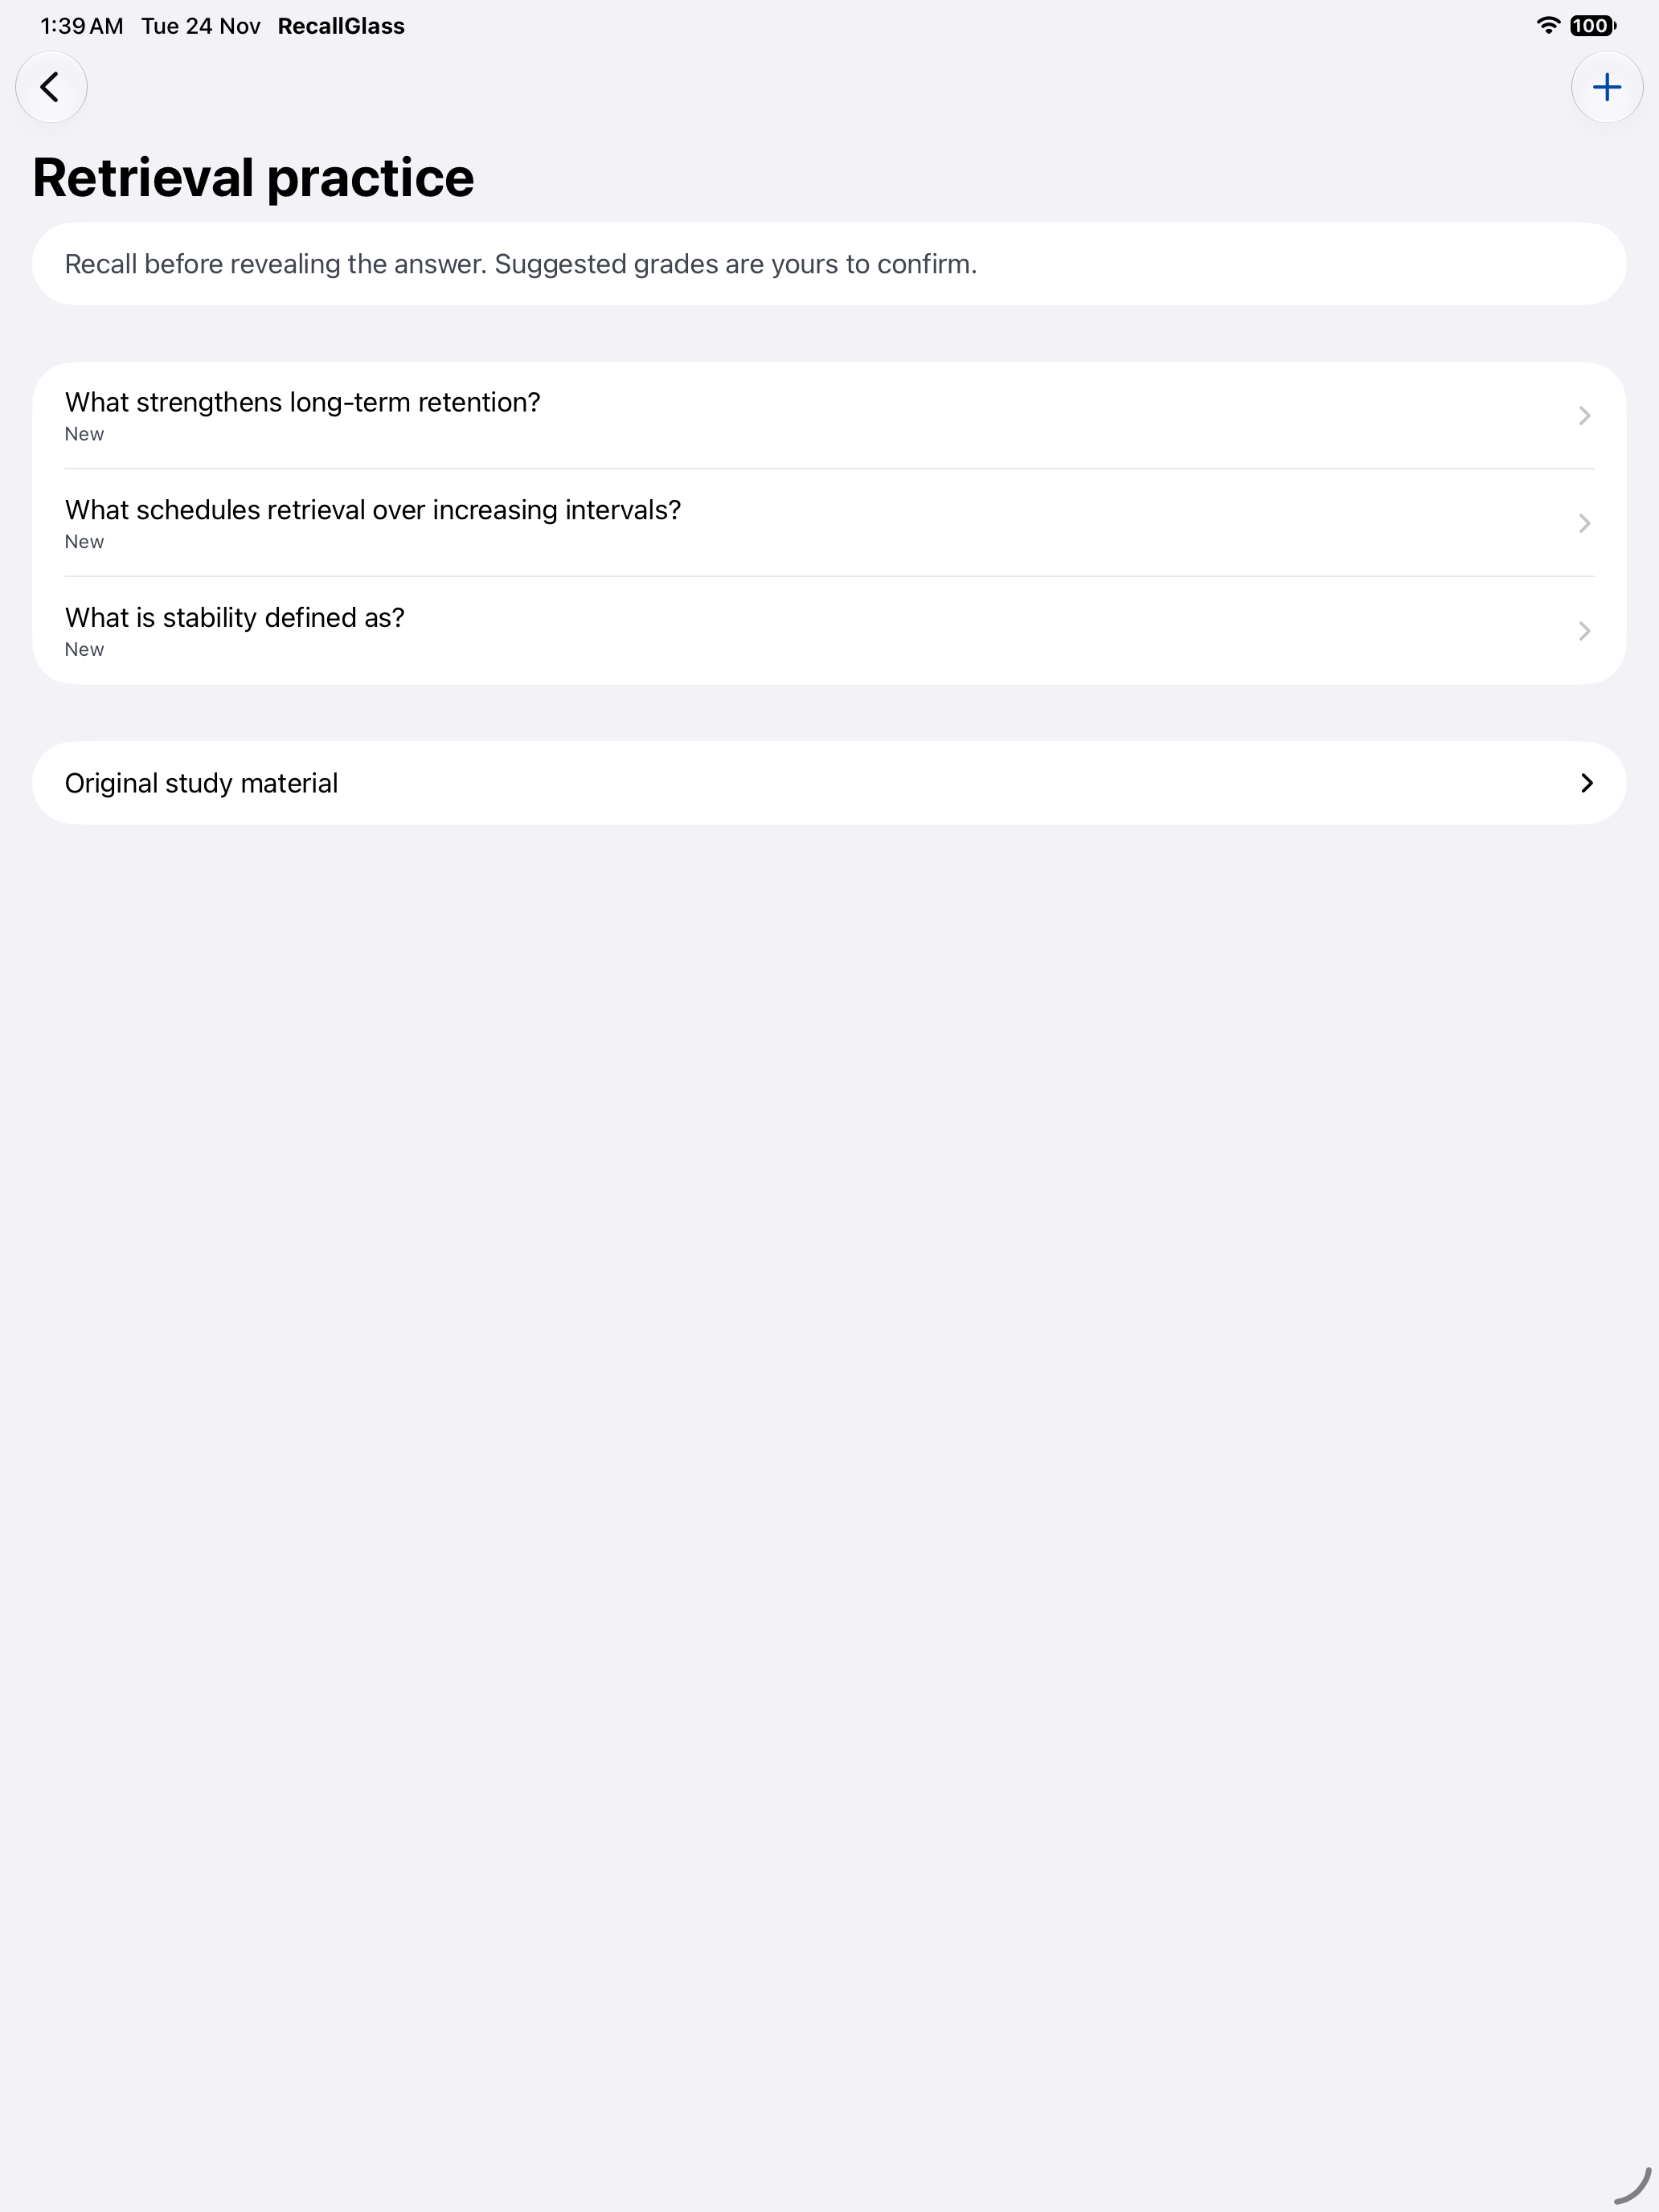 1:39 AM Tue 24 Nov RecallGlass 100
Retrieval practice
Recall before revealing the answer. Suggested grades are yours to confirm.
What strengthens long-term retention?
New
What schedules retrieval over increasing intervals?
New
What is stability defined as?
New
Original study material